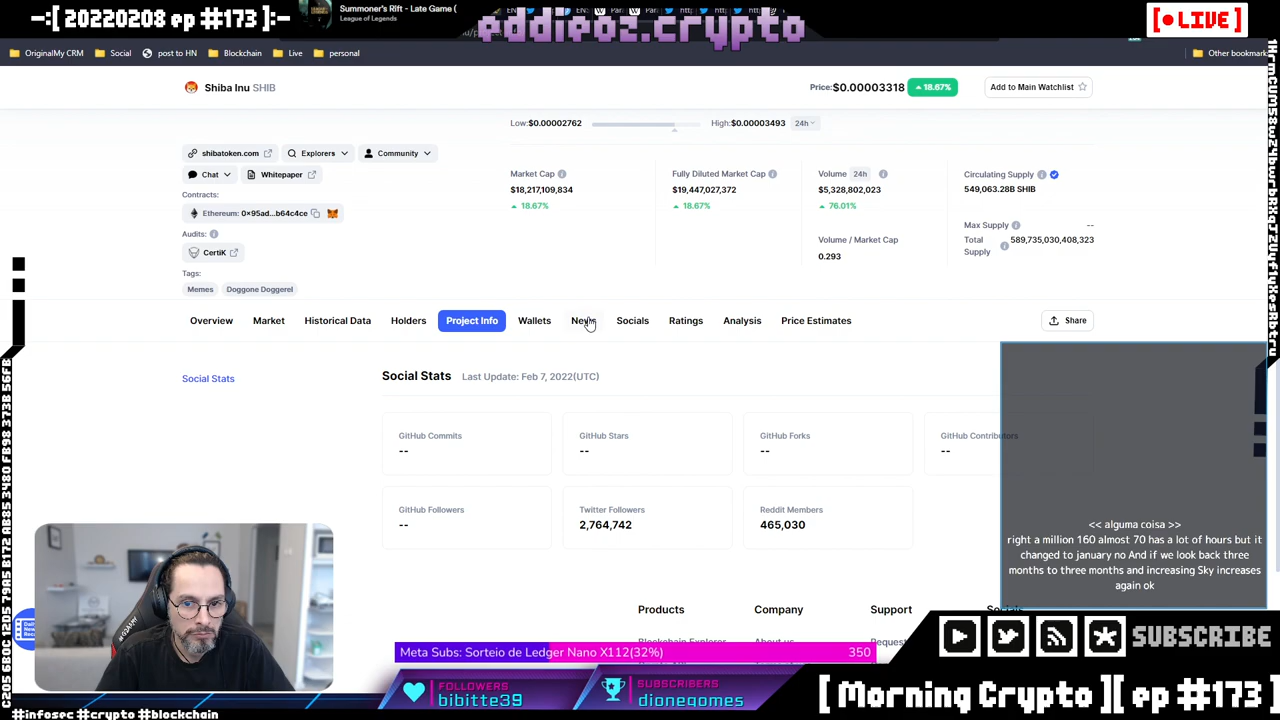 -:[ 20220208 ep #173 ]:-
Summoner's Rift - Late Game (
League of Legends
eddieoz.crypto
[ LIVE ]
OriginalMy CRM
Social
post to HN
Blockchain
Live
personal
Other bookmark
Shiba Inu SHIB
Price:$0.00003318
18.67%
Add to Main Watchlist
Low:$0.00002762
High:$0.00003493
24h
shibatoken.com
Explorers
Community
Chat
Whitepaper
Contracts:
Ethereum: 0x95ad...b64c4ce
Audits:
CertiK
Tags:
Memes
Doggone Doggerel
Market Cap
$18,217,109,834
18.67%
Fully Diluted Market Cap
$19,447,027,372
18.67%
Volume 24h
$5,328,802,023
76.01%
Volume / Market Cap
0.293
Circulating Supply
549,063.28B SHIB
Max Supply
--
Total
Supply
589,735,030,408,323
Overview
Market
Historical Data
Holders
Project Info
Wallets
News
Socials
Ratings
Analysis
Price Estimates
Share
Social Stats
Social Stats
Last Update: Feb 7, 2022(UTC)
GitHub Commits
--
GitHub Stars
--
GitHub Forks
--
GitHub Contributors
--
GitHub Followers
--
Twitter Followers
2,764,742
Reddit Members
465,030
<< alguma coisa >>
right a million 160 almost 70 has a lot of hours but it
changed to january no And if we look back three
months to three months and increasing Sky increases
again ok
Products
Company
Support
About us
Meta Subs: Sorteio de Ledger Nano X112(32%)
350
FOLLOWERS
bibitte39
SUBSCRIBERS
dionegomes
SUBSCRIBE
[ Morning Crypto ][ ep #173 ]
#crypto #blockchain